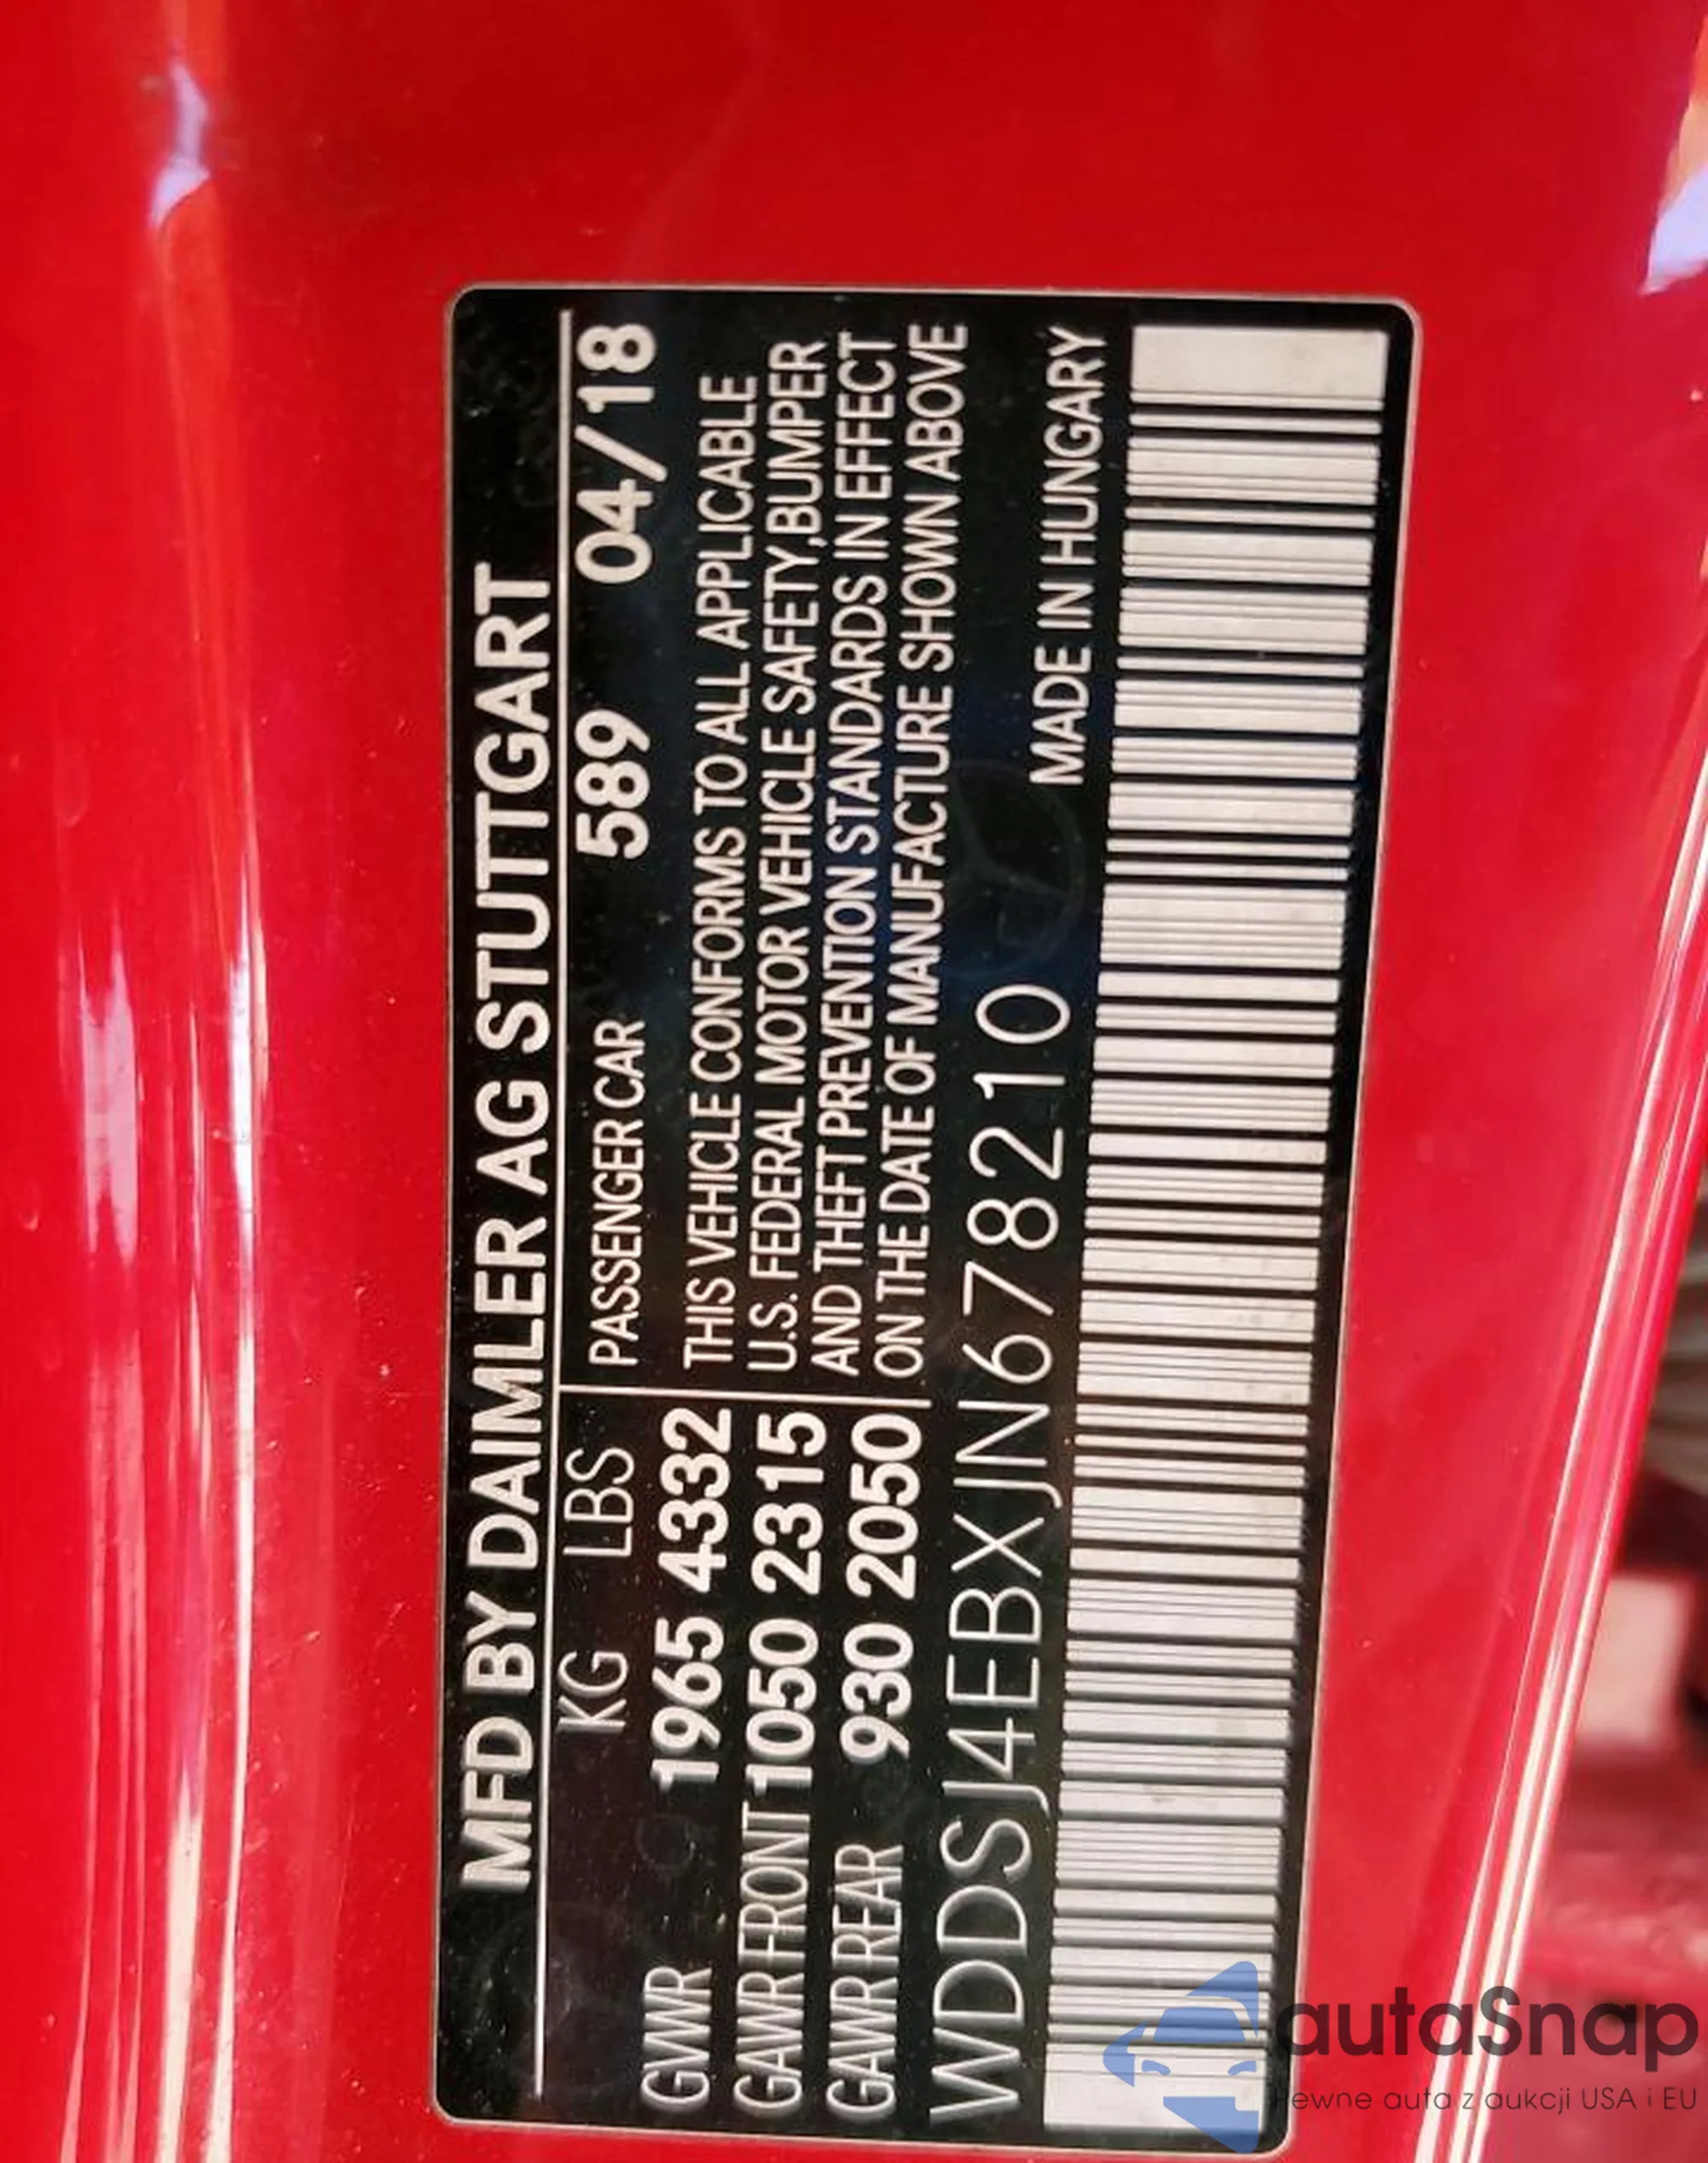 MFD BY DAIMLER AG STUTTGART
KG LBS PASSENGER CAR 589 04/18
GVWR 1965 4332 THIS VEHICLE CONFORMS TO ALL APPLICABLE
GAWR FRONT 1050 2315 U.S. FEDERAL MOTOR VEHICLE SAFETY,BUMPER
GAWR REAR 930 2050 AND THEFT PREVENTION STANDARDS IN EFFECT
ON THE DATE OF MANUFACTURE SHOWN ABOVE
WDDSJ4EBXJN678210 MADE IN HUNGARY
autaSnap
Pewne auta z aukcji USA i EU